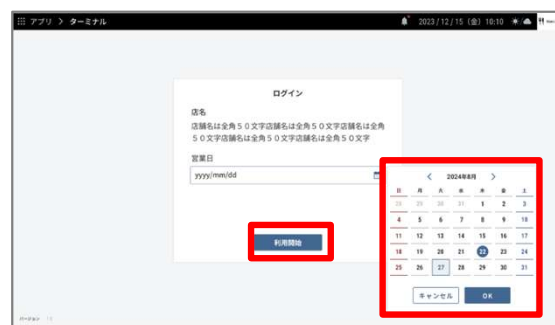 アプリ > ターミナル
2023/12/15 (金) 10:10
ログイン
店名
店舗名は全角50文字店舗名は全角50文字店舗名は全角
50文字店舗名は全角50文字店舗名は全角50文字
営業日
yyyy/mm/dd
利用開始
< 2024年8月 >
日 月 火 水 木 金 土
28 29 30 31 1 2 3
4 5 6 7 8 9 10
11 12 13 14 15 16 17
18 19 20 21 22 23 24
25 26 27 28 29 30 31
キャンセル OK
バージョン